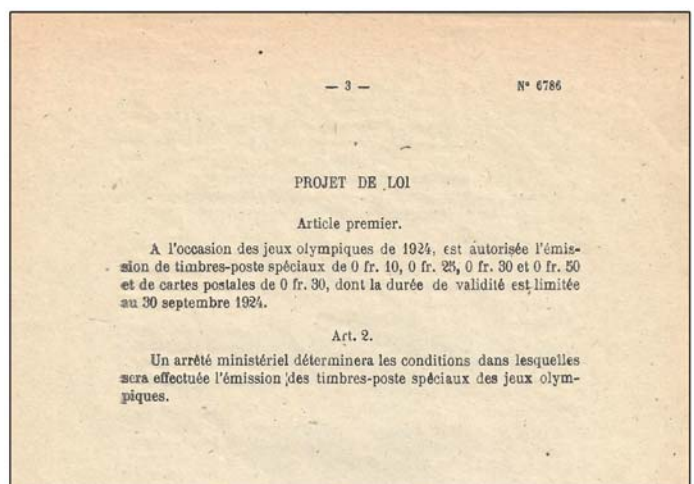 — 3 — N° 6786
PROJET DE LOI
Article premier.
A l'occasion des jeux olympiques de 1924, est autorisée l'émis-
sion de timbres-poste spéciaux de 0 fr. 10, 0 fr. 25, 0 fr. 30 et 0 fr. 50
et de cartes postales de 0 fr. 30, dont la durée de validité est limitée
au 30 septembre 1924.
Art. 2.
Un arrêté ministériel déterminera les conditions dans lesquelles
sera effectuée l'émission des timbres-poste spéciaux des jeux olym-
piques.